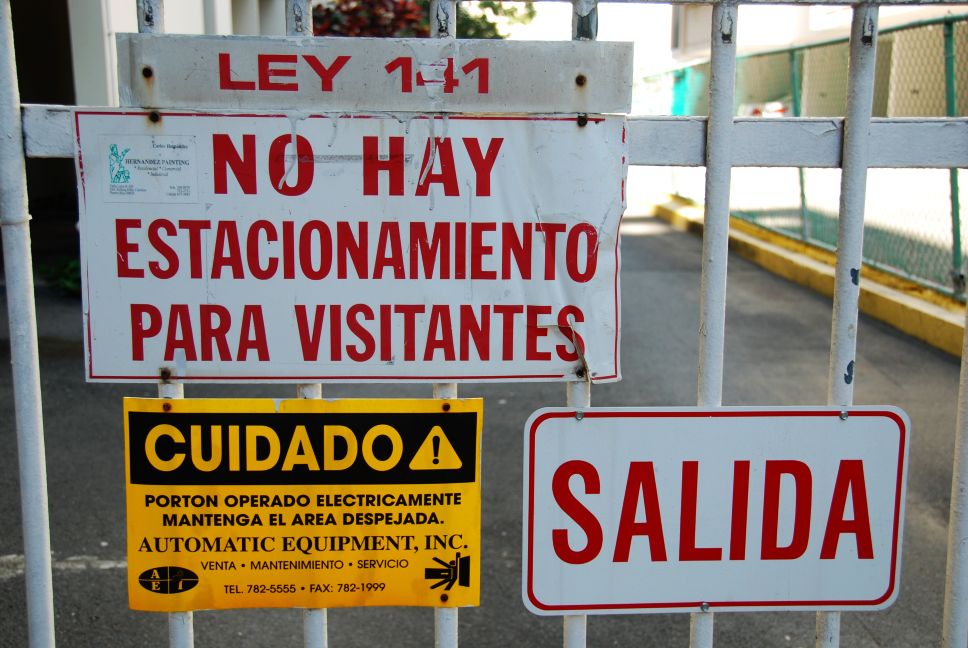 LEY 141
NO HAY
ESTACIONAMIENTO
PARA VISITANTES
HERNANDEZ PAINTING
CUIDADO
PORTON OPERADO ELECTRICAMENTE
MANTENGA EL AREA DESPEJADA.
AUTOMATIC EQUIPMENT, INC.
VENTA • MANTENIMIENTO • SERVICIO
TEL. 782-5555 • FAX: 782-1999
AE
SALIDA